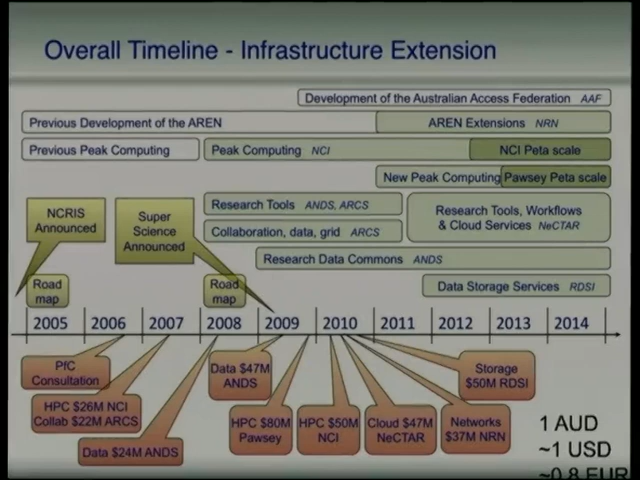 Overall Timeline - Infrastructure Extension
Development of the Australian Access Federation AAF
Previous Development of the AREN
AREN Extensions NRN
Previous Peak Computing
Peak Computing NCI
NCI Peta scale
New Peak Computing
Pawsey Peta scale
NCRIS
Announced
Super
Science
Announced
Research Tools ANDS, ARCS
Collaboration, data, grid ARCS
Research Tools, Workflows
& Cloud Services NeCTAR
Research Data Commons ANDS
Road
map
Road
map
Data Storage Services RDSI
2005 2006 2007 2008 2009 2010 2011 2012 2013 2014
PfC
Consultation
Data $47M
ANDS
Storage
$50M RDSI
HPC $26M NCI
Collab $22M ARCS
HPC $80M
Pawsey
HPC $50M
NCI
Cloud $47M
NeCTAR
Networks
$37M NRN
Data $24M ANDS
1 AUD
~1 USD
~0.8 EUR